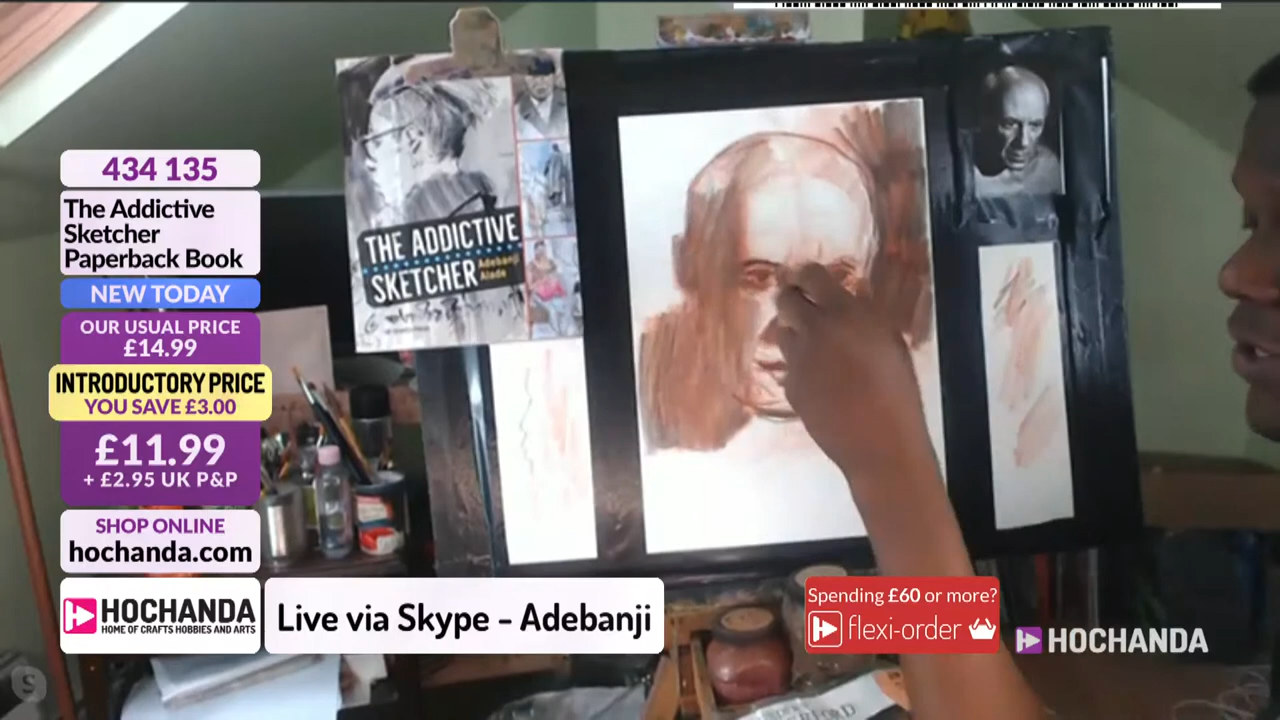 434 135
The Addictive
Sketcher
Paperback Book
NEW TODAY
OUR USUAL PRICE
£14.99
INTRODUCTORY PRICE
YOU SAVE £3.00
£11.99
+ £2.95 UK P&P
SHOP ONLINE
hochanda.com
HOCHANDA
HOME OF CRAFTS HOBBIES AND ARTS
Live via Skype - Adebanji
THE ADDICTIVE
SKETCHER
Adebanji
Alade
Spending £60 or more?
flexi-order
HOCHANDA